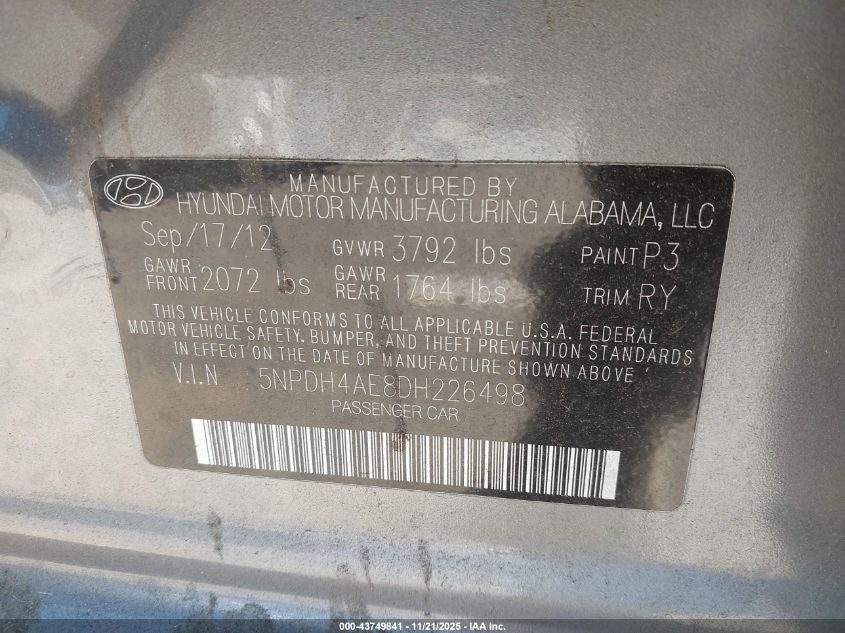 MANUFACTURED BY
HYUNDAI MOTOR MANUFACTURING ALABAMA, LLC
Sep/17/12 GVWR 3792 lbs PAINT P3
GAWR FRONT 2072 lbs GAWR REAR 1764 lbs TRIM RY
THIS VEHICLE CONFORMS TO ALL APPLICABLE U.S.A. FEDERAL
MOTOR VEHICLE SAFETY, BUMPER, AND THEFT PREVENTION STANDARDS
IN EFFECT ON THE DATE OF MANUFACTURE SHOWN ABOVE
V.I.N 5NPDH4AE8DH226498
PASSENGER CAR
000-43749841 - 11/21/2025 - IAA Inc.